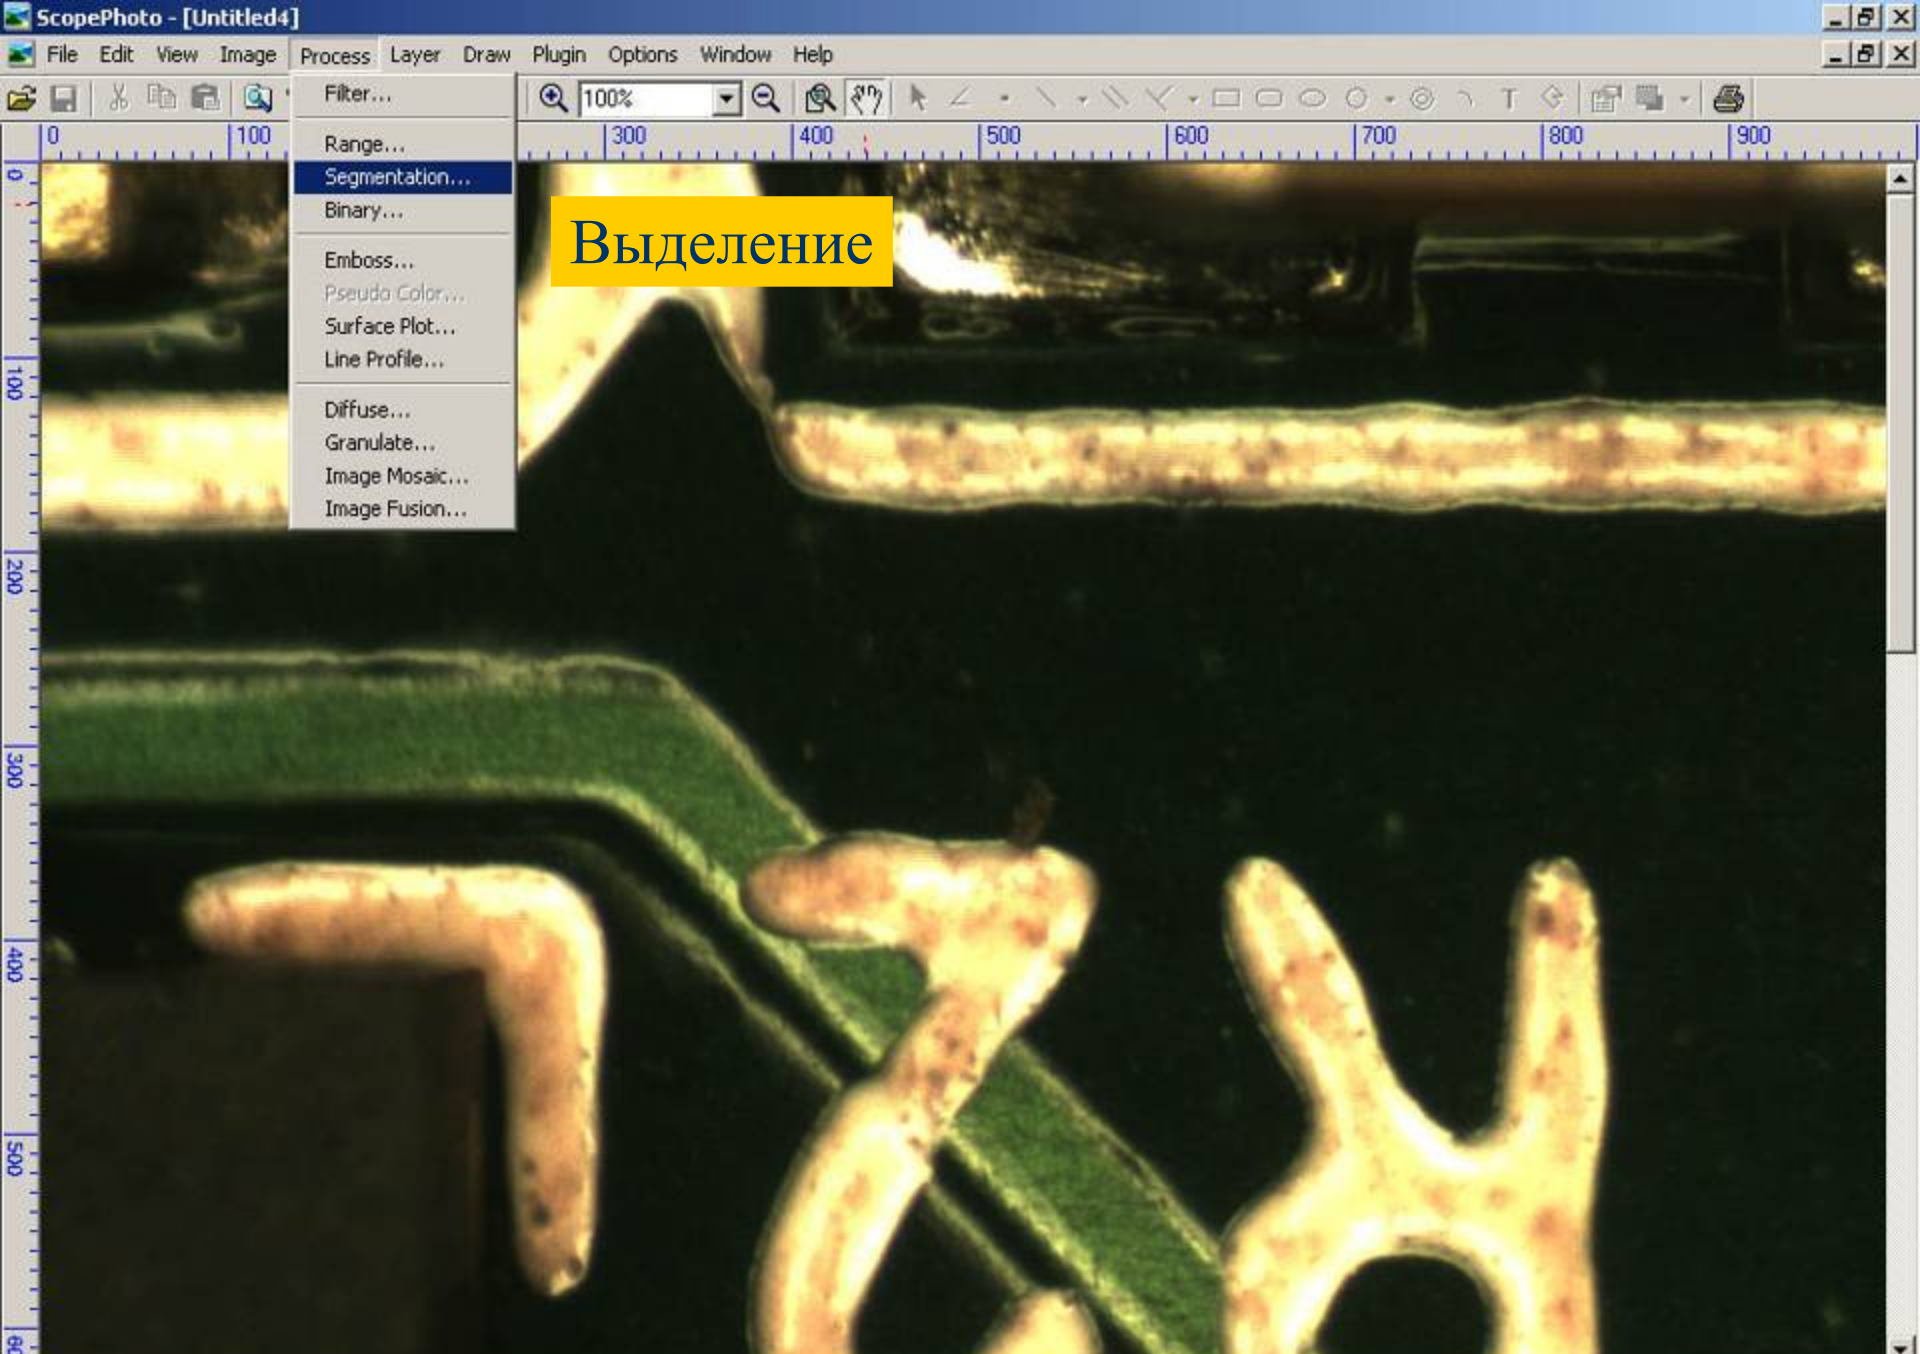 ScopePhoto - [Untitled4]
File Edit View Image Process Layer Draw Plugin Options Window Help
100%
T
0 100 300 400 500 600 700 800 900
Filter...
Range...
Segmentation...
Binary...
Emboss...
Pseudo Color...
Surface Plot...
Line Profile...
Diffuse...
Granulate...
Image Mosaic...
Image Fusion...
Выделение
0
100
200
300
400
500